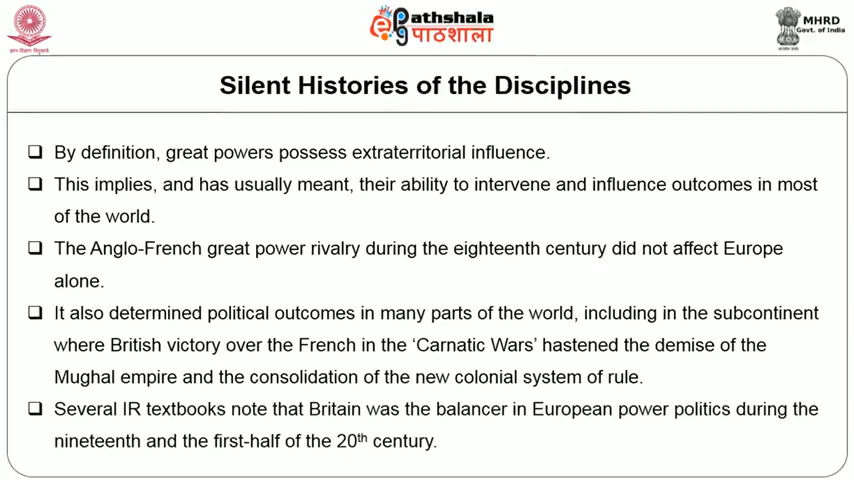 ePathshala
पाठशाला
MHRD
Govt. of India
Silent Histories of the Disciplines
❑ By definition, great powers possess extraterritorial influence.
❑ This implies, and has usually meant, their ability to intervene and influence outcomes in most
of the world.
❑ The Anglo-French great power rivalry during the eighteenth century did not affect Europe
alone.
❑ It also determined political outcomes in many parts of the world, including in the subcontinent
where British victory over the French in the ‘Carnatic Wars’ hastened the demise of the
Mughal empire and the consolidation of the new colonial system of rule.
❑ Several IR textbooks note that Britain was the balancer in European power politics during the
nineteenth and the first-half of the 20th century.